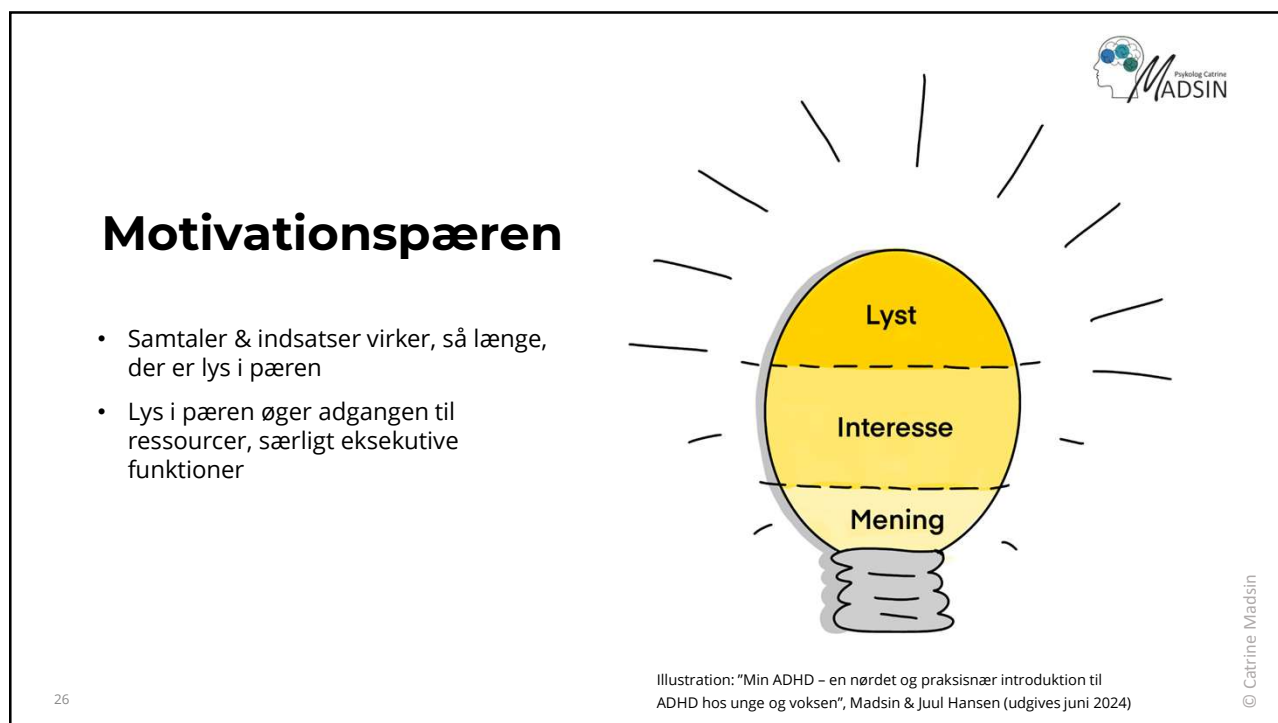 Psykolog Catrine
MADSIN
Motivationspæren
• Samtaler & indsatser virker, så længe,
der er lys i pæren
• Lys i pæren øger adgangen til
ressourcer, særligt eksekutive
funktioner
Lyst
Interesse
Mening
Illustration: ”Min ADHD – en nørdet og praksisnær introduktion til
ADHD hos unge og voksen”, Madsin & Juul Hansen (udgives juni 2024)
26
© Catrine Madsin